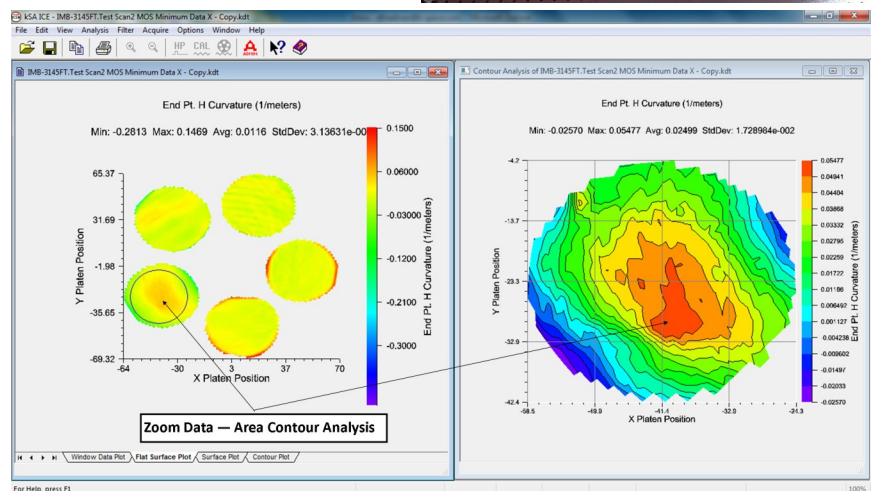 kSA ICE - IMB-3145FT.Test Scan2 MOS Minimum Data X - Copy.kdt
File Edit View Analysis Filter Acquire Options Window Help
HP CAL
IMB-3145FT.Test Scan2 MOS Minimum Data X - Copy.kdt
End Pt. H Curvature (1/meters)
Min: -0.2813 Max: 0.1469 Avg: 0.0116 StdDev: 3.13631e-00
0.1500
0.06000
-0.03000
-0.1200
-0.2100
-0.3000
End Pt. H Curvature (1/meters)
65.37
31.69
-1.98
-35.65
-69.32
Y Platen Position
-64 -30 3 37 70
X Platen Position
Zoom Data — Area Contour Analysis
Window Data Plot Flat Surface Plot Surface Plot Contour Plot
Contour Analysis of IMB-3145FT.Test Scan2 MOS Minimum Data X - Copy.kdt
End Pt. H Curvature (1/meters)
Min: -0.02570 Max: 0.05477 Avg: 0.02499 StdDev: 1.728984e-002
-4.2
-13.7
-23.3
-32.9
-42.4
Y Platen Position
-58.5 -49.9 -41.4 -32.8 -24.3
X Platen Position
0.05477
0.04941
0.04404
0.03868
0.03332
0.02795
0.02259
0.01722
0.01186
0.006492
0.001127
-0.004238
-0.009602
-0.01497
-0.02033
-0.02570
End Pt. H Curvature (1/meters)
For Help, press F1
100%